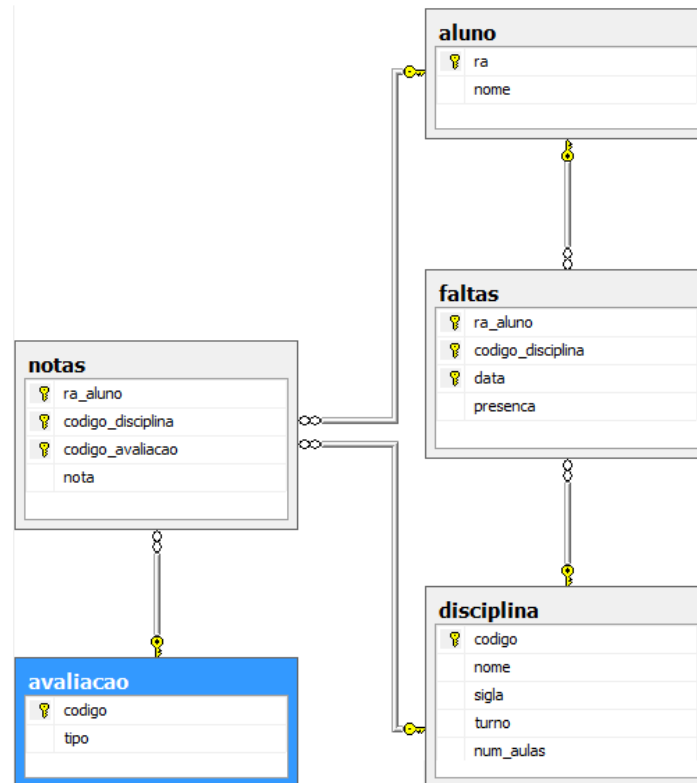 aluno
ra
nome
faltas
ra_aluno
codigo_disciplina
data
presenca
notas
ra_aluno
codigo_disciplina
codigo_avaliacao
nota
disciplina
codigo
nome
sigla
turno
num_aulas
avaliacao
codigo
tipo